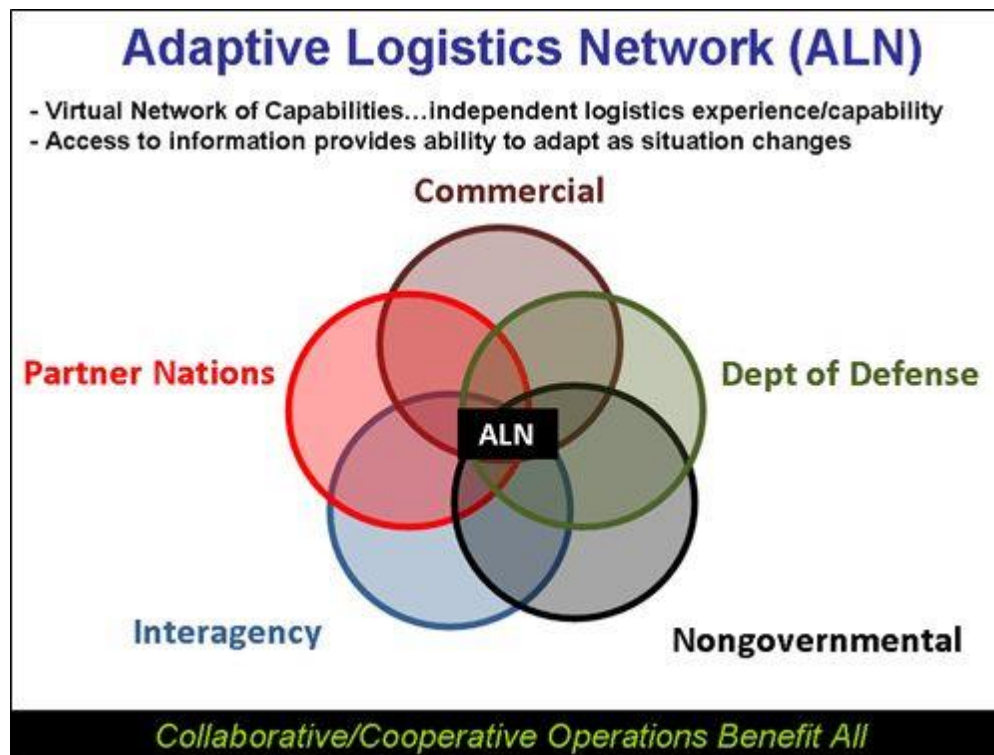 Adaptive Logistics Network (ALN)
- Virtual Network of Capabilities...independent logistics experience/capability
- Access to information provides ability to adapt as situation changes
Commercial
Partner Nations
Dept of Defense
ALN
Interagency
Nongovernmental
Collaborative/Cooperative Operations Benefit All